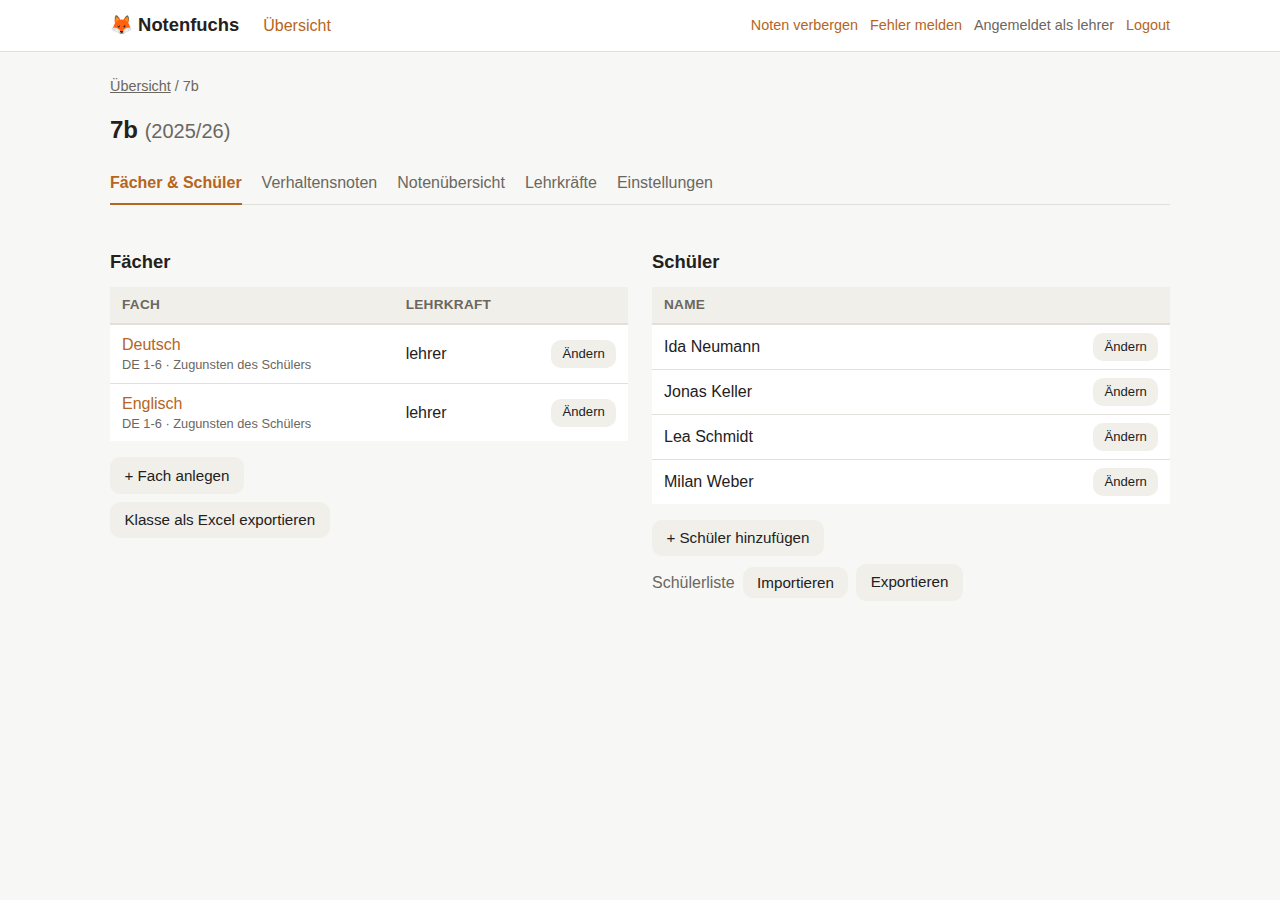 🦊 Notenfuchs Übersicht Noten verbergen Fehler melden Angemeldet als lehrer Logout
Übersicht / 7b
7b (2025/26)
Fächer & Schüler Verhaltensnoten Notenübersicht Lehrkräfte Einstellungen
Fächer
FACH LEHRKRAFT
Deutsch
DE 1-6 · Zugunsten des Schülers
lehrer Ändern
Englisch
DE 1-6 · Zugunsten des Schülers
lehrer Ändern
+ Fach anlegen
Klasse als Excel exportieren
Schüler
NAME
Ida Neumann Ändern
Jonas Keller Ändern
Lea Schmidt Ändern
Milan Weber Ändern
+ Schüler hinzufügen
Schülerliste Importieren Exportieren